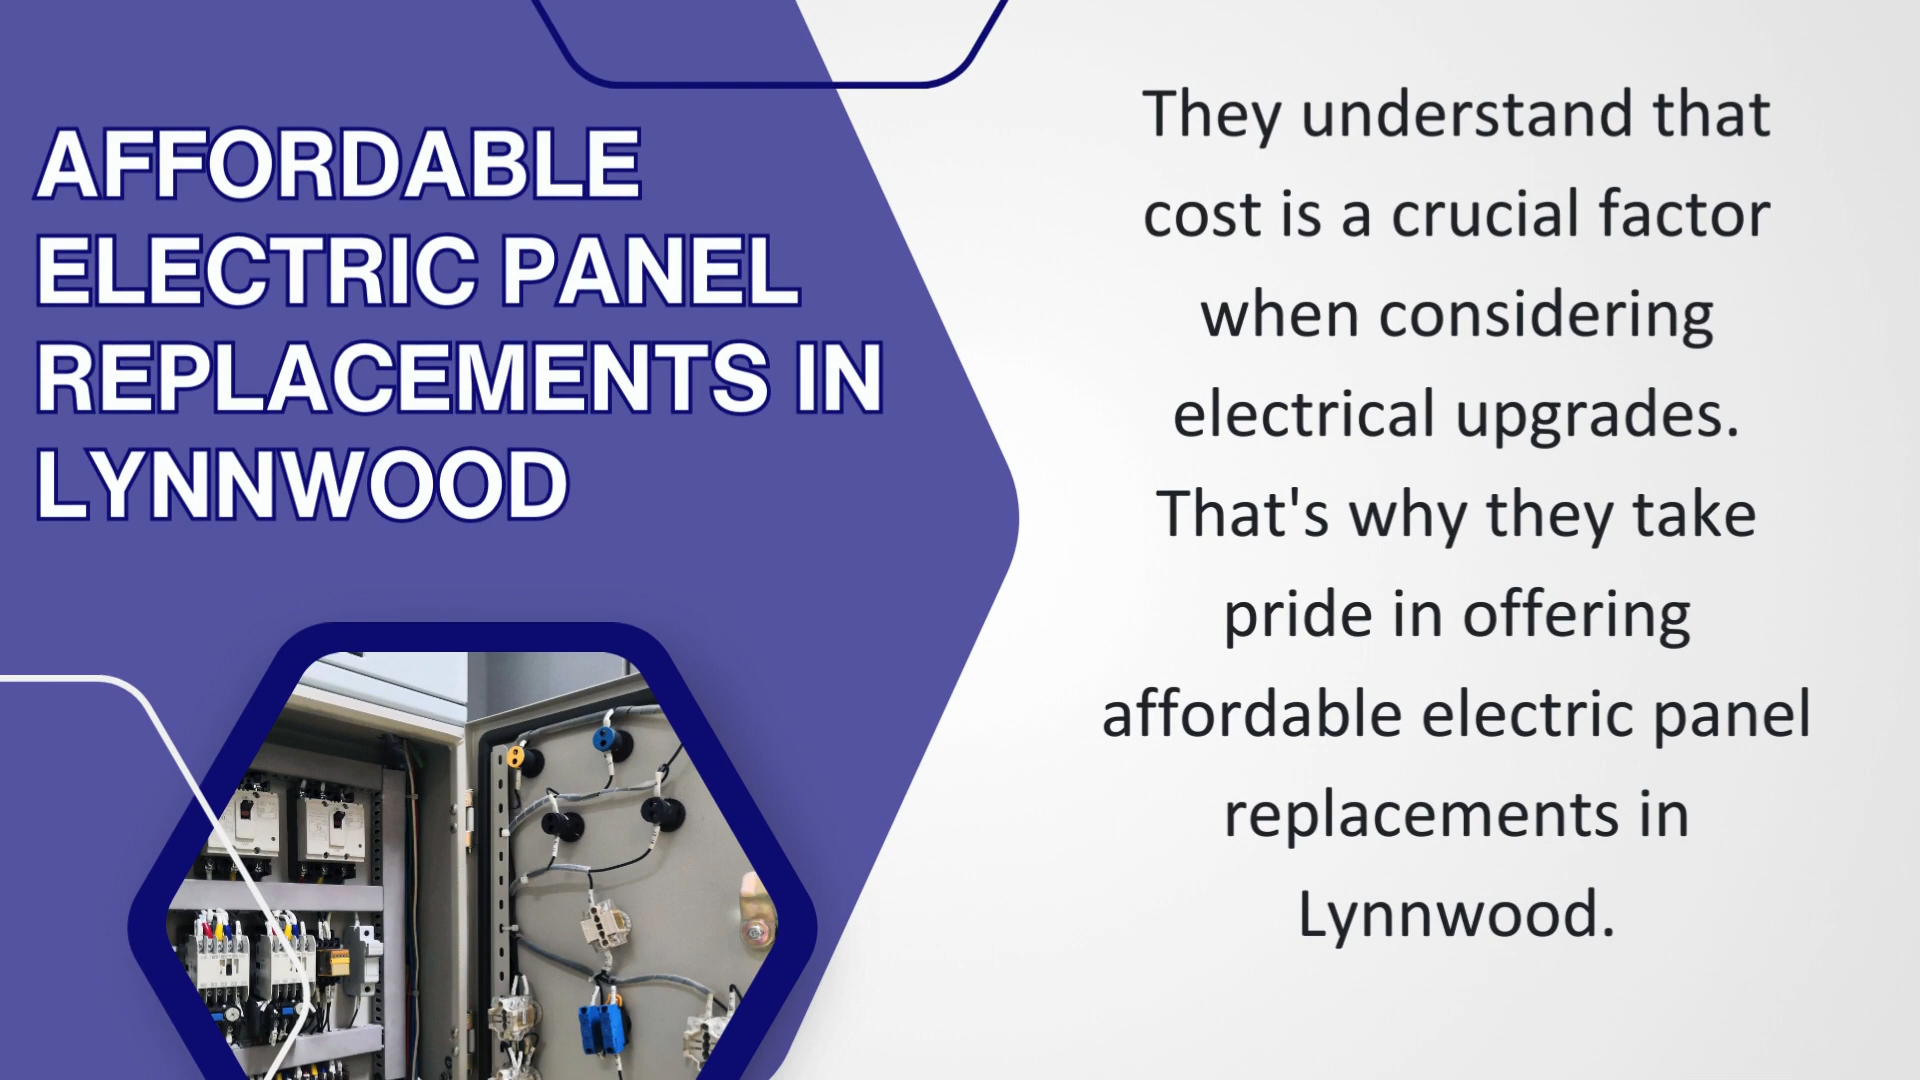 AFFORDABLE
ELECTRIC PANEL
REPLACEMENTS IN
LYNNWOOD
They understand that
cost is a crucial factor
when considering
electrical upgrades.
That's why they take
pride in offering
affordable electric panel
replacements in
Lynnwood.